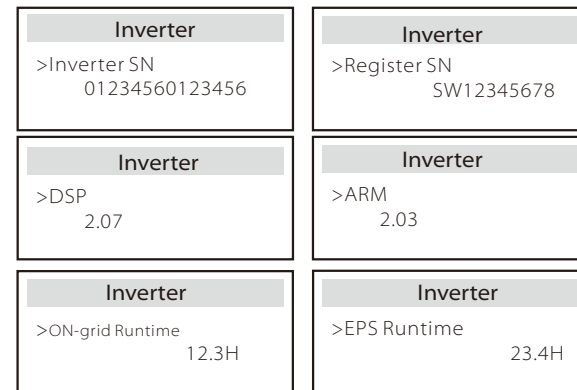 Inverter
>Inverter SN
01234560123456
Inverter
>Register SN
SW12345678
Inverter
>DSP
2.07
Inverter
>ARM
2.03
Inverter
>ON-grid Runtime
12.3H
Inverter
>EPS Runtime
23.4H